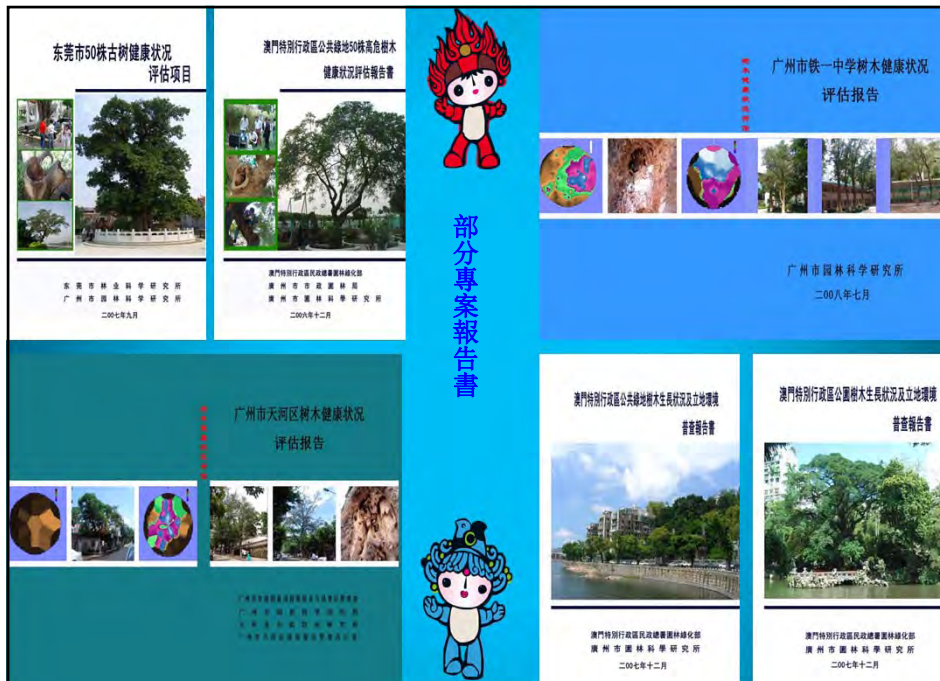 东莞市50株古树健康状况
评估项目
东莞市林业科学研究所
广州市园林科学研究所
二00七年九月
澳門特別行政區公共綠地50株高危樹木
健康狀況評估報告書
澳門特別行政區民政總署園林綠化部
廣州市市政園林局
廣州市園林科學研究所
二00六年十二月
部分專案報告書
广州市铁一中学树木健康状况
评估报告
广州市园林科学研究所
二00八年七月
广州市天河区树木健康状况
评估报告
澳門特別行政區公共綠地樹木生長狀況及立地環境
普查報告書
澳門特別行政區民政總署園林綠化部
廣州市園林科學研究所
二00七年十二月
澳門特別行政區公園樹木生長狀況及立地環境
普查報告書
澳門特別行政區民政總署園林綠化部
廣州市園林科學研究所
二00七年十二月